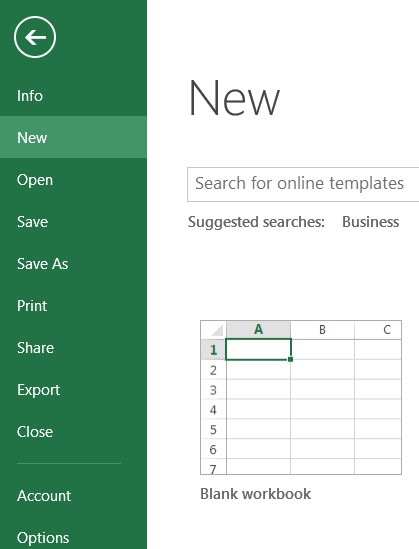 Info
New
Open
Save
Save As
Print
Share
Export
Close
Account
Options
New
Search for online templates
Suggested searches: Business
A B C
1
2
3
4
5
6
7
Blank workbook